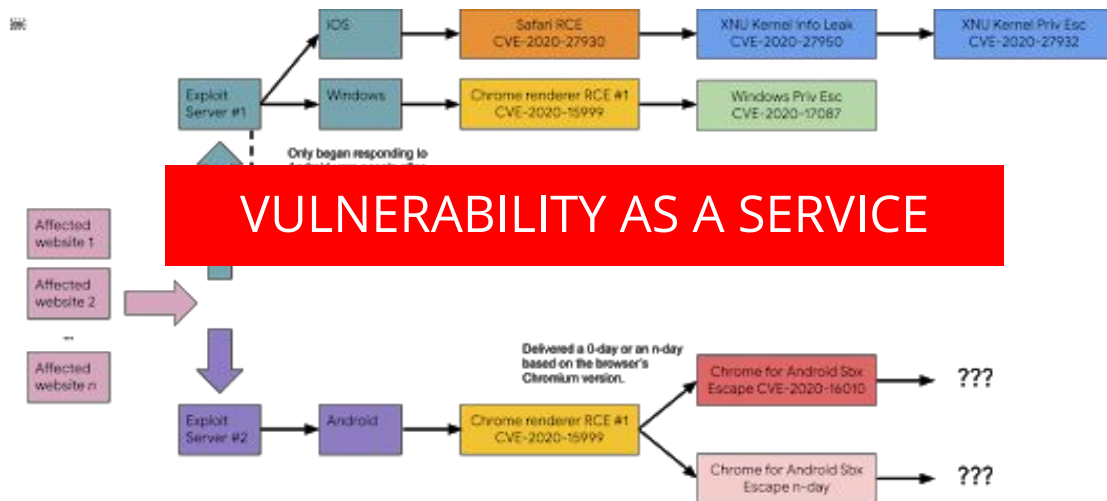 iOS
Safari RCE
CVE-2020-27930
XNU Kernel Info Leak
CVE-2020-27950
XNU Kernel Priv Esc
CVE-2020-27932
Exploit
Server #1
Windows
Chrome renderer RCE #1
CVE-2020-15999
Windows Priv Esc
CVE-2020-17087
Only began responding to
VULNERABILITY AS A SERVICE
Affected
website 1
Affected
website 2
...
Affected
website n
Delivered a 0-day or an n-day
based on the browser's
Chromium version.
Exploit
Server #2
Android
Chrome renderer RCE #1
CVE-2020-15999
Chrome for Android Sbx
Escape CVE-2020-16010
???
Chrome for Android Sbx
Escape n-day
???